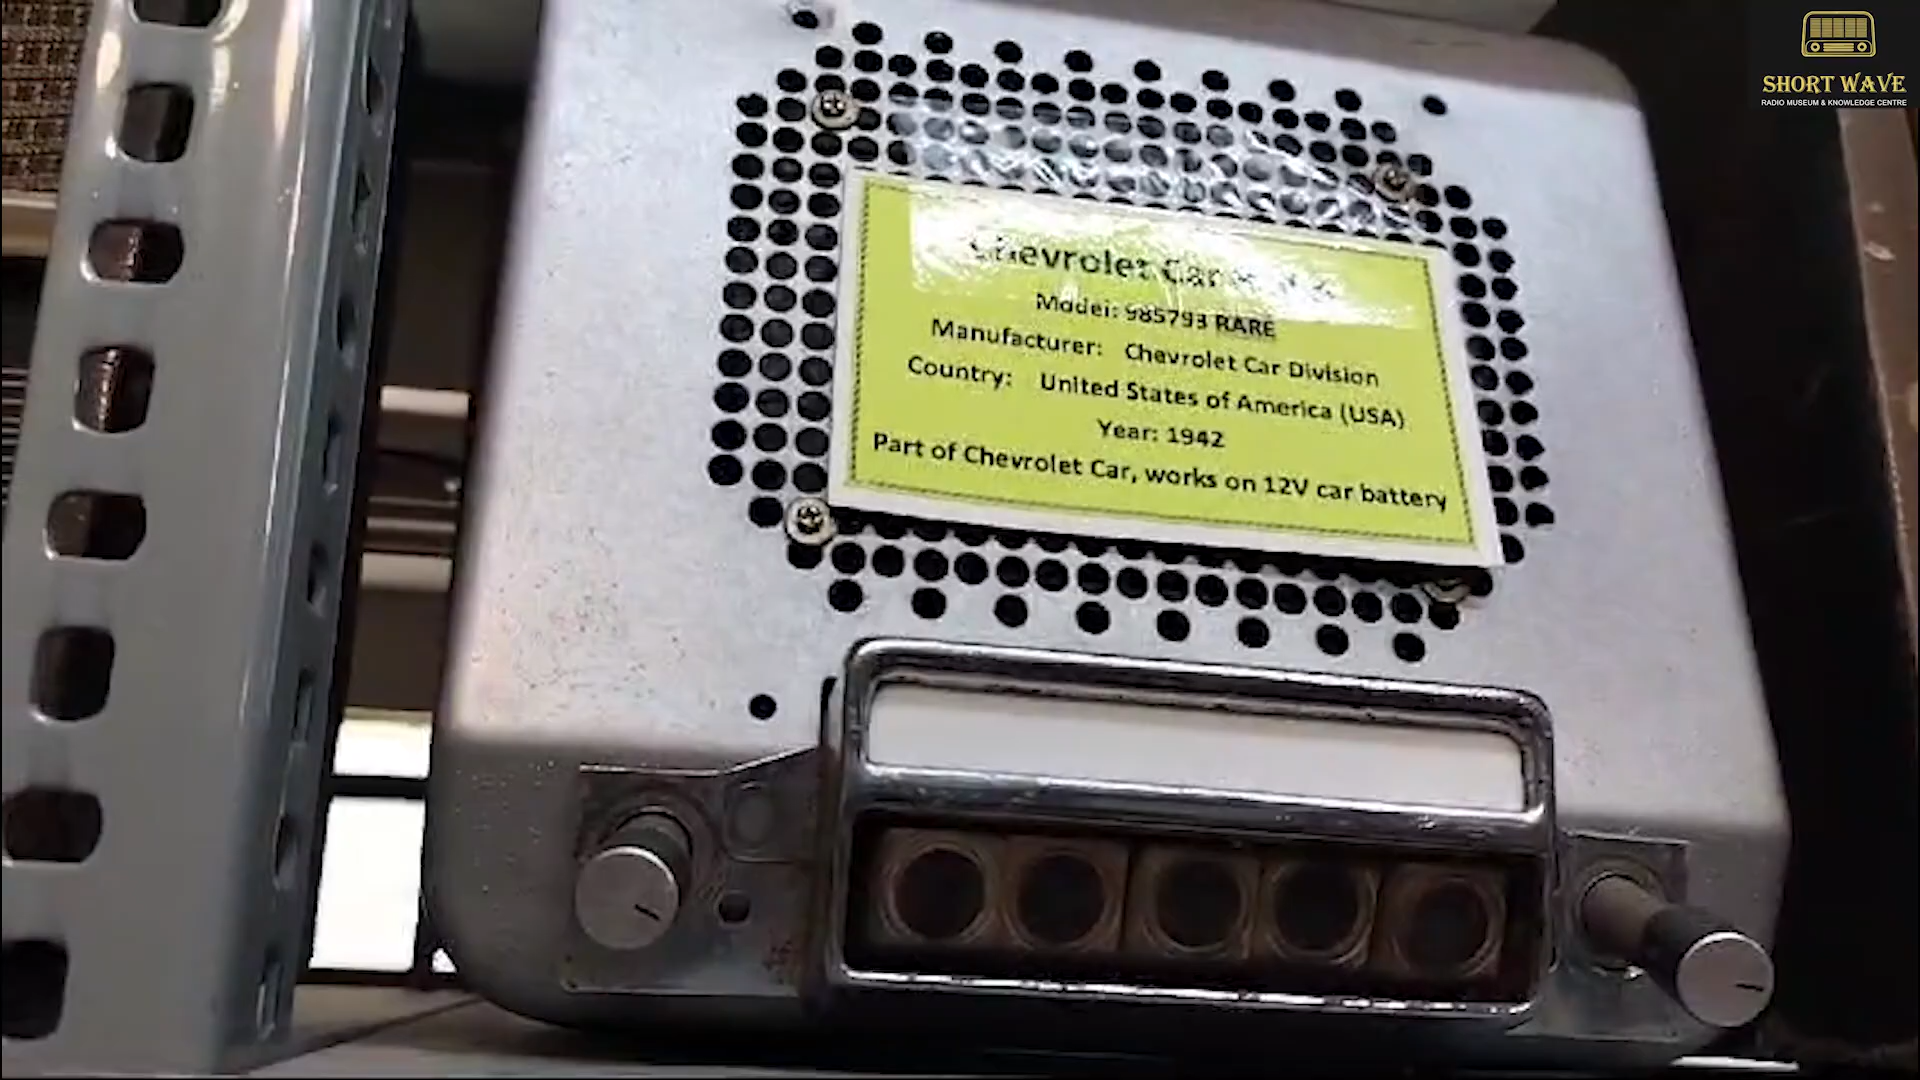 SHORT WAVE
RADIO MUSEUM & KNOWLEDGE CENTRE
Chevrolet Car
Model: 985793 RARE
Manufacturer: Chevrolet Car Division
Country: United States of America (USA)
Year: 1942
Part of Chevrolet Car, works on 12V car battery